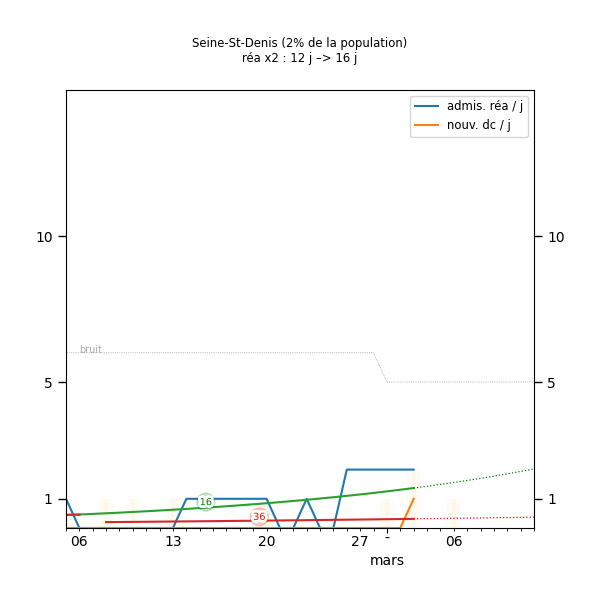 Seine-St-Denis (2% de la population)
réa x2 : 12 j –> 16 j
admis. réa / j
nouv. dc / j
10
10
bruit
5
5
16
36
1
1
06
13
20
27
-
06
mars